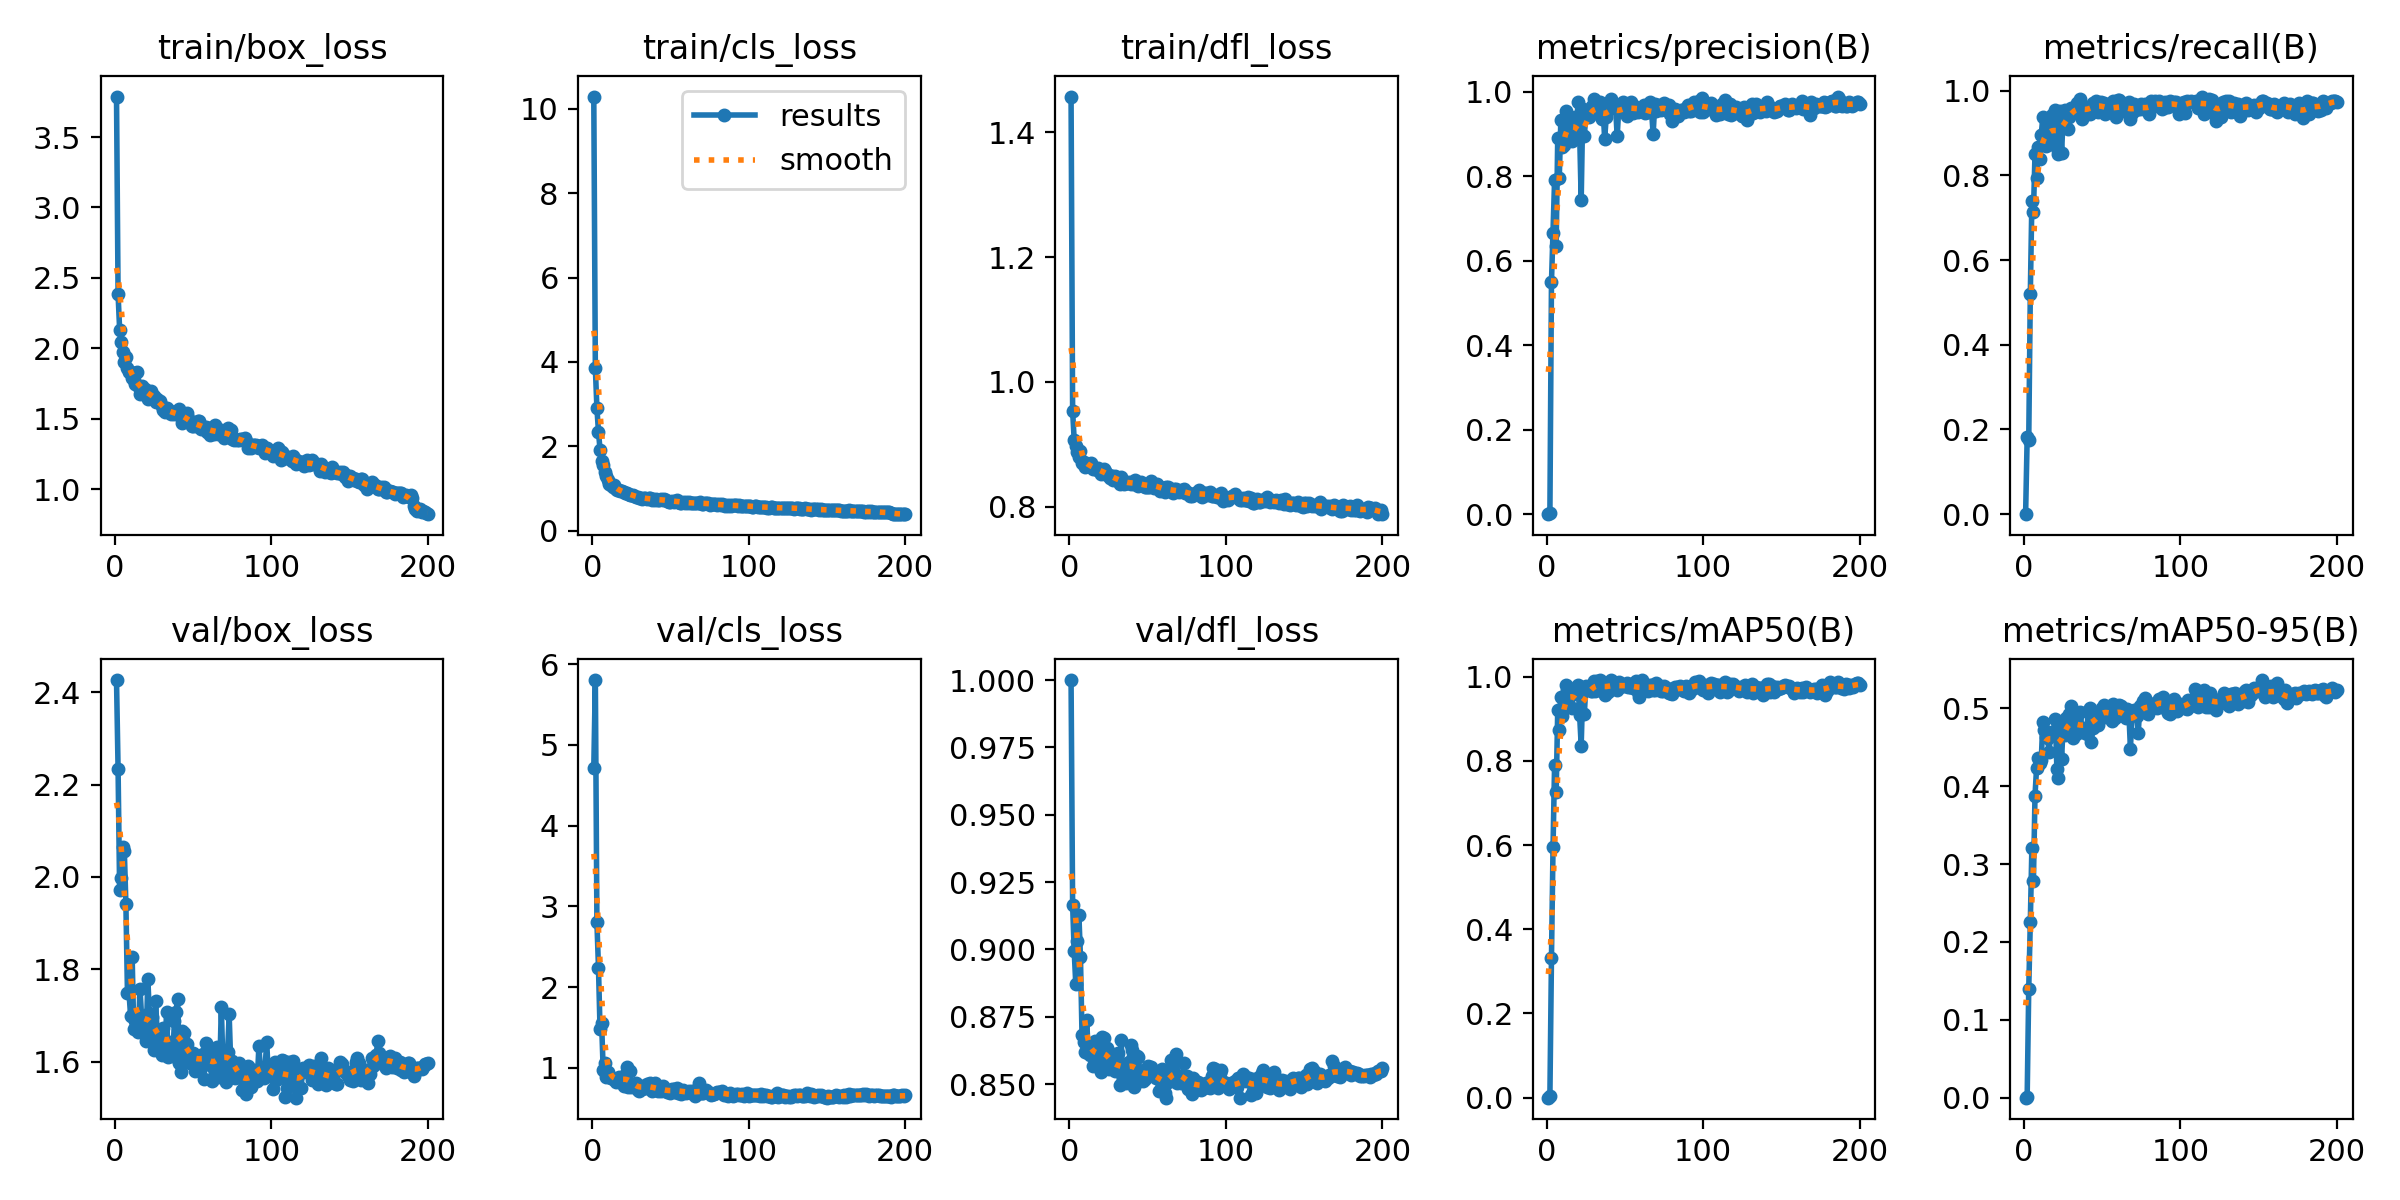 train/box_loss
3.5
3.0
2.5
2.0
1.5
1.0
0 100 200
train/cls_loss
results
smooth
10
8
6
4
2
0
0 100 200
train/dfl_loss
1.4
1.2
1.0
0.8
0 100 200
metrics/precision(B)
1.0
0.8
0.6
0.4
0.2
0.0
0 100 200
metrics/recall(B)
1.0
0.8
0.6
0.4
0.2
0.0
0 100 200
val/box_loss
2.4
2.2
2.0
1.8
1.6
0 100 200
val/cls_loss
6
5
4
3
2
1
0 100 200
val/dfl_loss
1.000
0.975
0.950
0.925
0.900
0.875
0.850
0 100 200
metrics/mAP50(B)
1.0
0.8
0.6
0.4
0.2
0.0
0 100 200
metrics/mAP50-95(B)
0.5
0.4
0.3
0.2
0.1
0.0
0 100 200